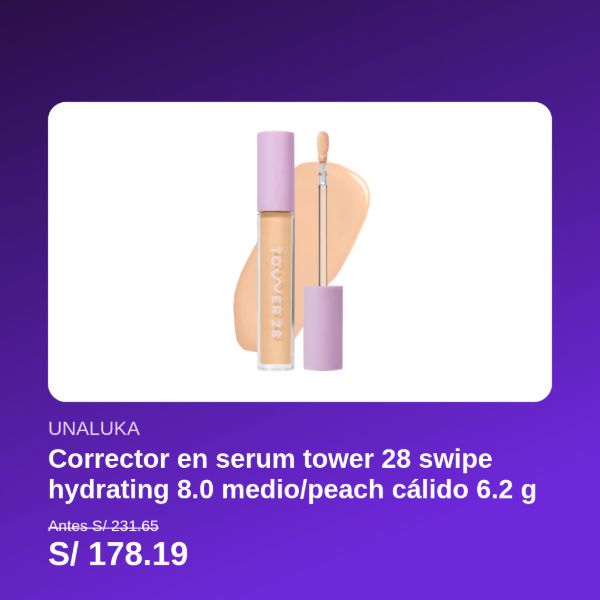 TOWER 28
UNALUKA
Corrector en serum tower 28 swipe
hydrating 8.0 medio/peach cálido 6.2 g
Antes S/ 231.65
S/ 178.19